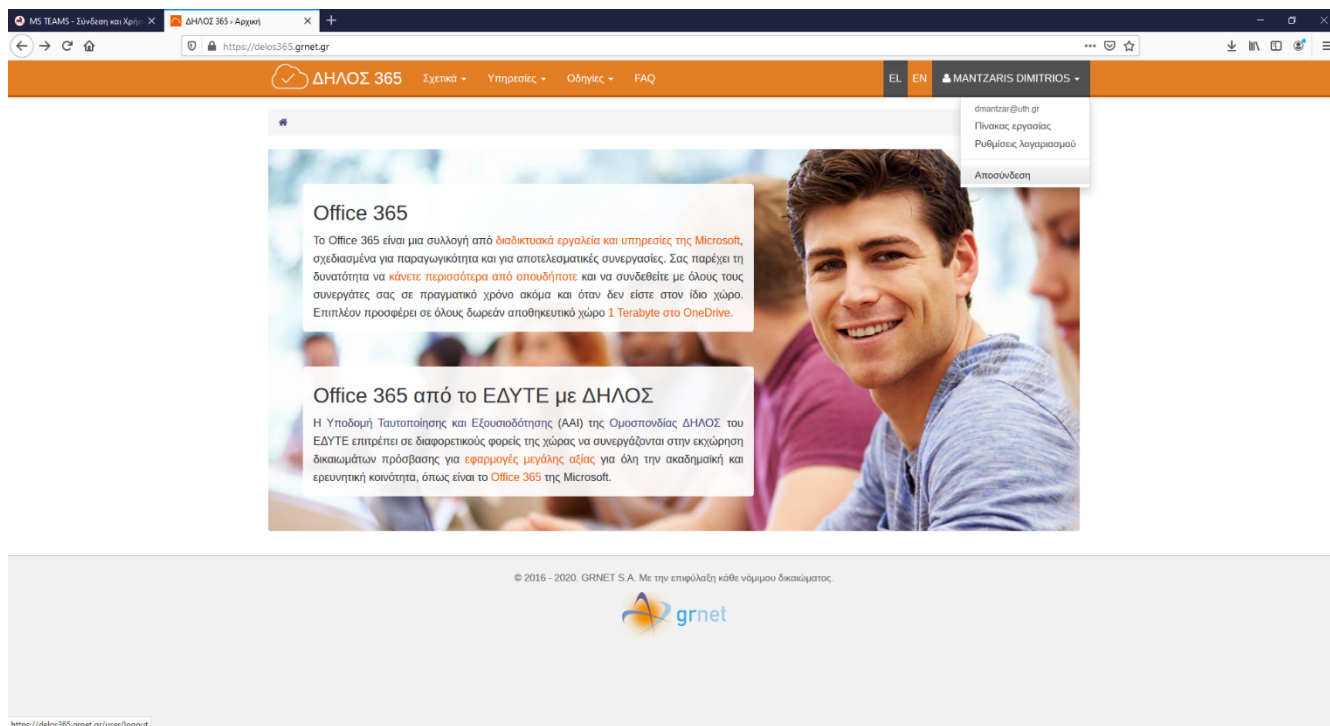 MS TEAMS - Σύνδεση και Χρήσ
ΔΗΛΟΣ 365 › Αρχική
https://delos365.grnet.gr
ΔΗΛΟΣ 365 Σχετικά Υπηρεσίες Οδηγίες FAQ EL EN MANTZARIS DIMITRIOS
dmantzar@uth.gr
Πίνακας εργασίας
Ρυθμίσεις λογαριασμού
Αποσύνδεση
Office 365
Το Office 365 είναι μια συλλογή από διαδικτυακά εργαλεία και υπηρεσίες της Microsoft,
σχεδιασμένα για παραγωγικότητα και για αποτελεσματικές συνεργασίες. Σας παρέχει τη
δυνατότητα να κάνετε περισσότερα από οπουδήποτε και να συνδεθείτε με όλους τους
συνεργάτες σας σε πραγματικό χρόνο ακόμα και όταν δεν είστε στον ίδιο χώρο.
Επιπλέον προσφέρει σε όλους δωρεάν αποθηκευτικό χώρο 1 Terabyte στο OneDrive.
Office 365 από το ΕΔΥΤΕ με ΔΗΛΟΣ
Η Υποδομή Ταυτοποίησης και Εξουσιοδότησης (AAI) της Ομοσπονδίας ΔΗΛΟΣ του
ΕΔΥΤΕ επιτρέπει σε διαφορετικούς φορείς της χώρας να συνεργάζονται στην εκχώρηση
δικαιωμάτων πρόσβασης για εφαρμογές μεγάλης αξίας για όλη την ακαδημαϊκή και
ερευνητική κοινότητα, όπως είναι το Office 365 της Microsoft.
© 2016 - 2020. GRNET S.A. Με την επιφύλαξη κάθε νόμιμου δικαιώματος.
grnet
https://delos365.grnet.gr/user/logout